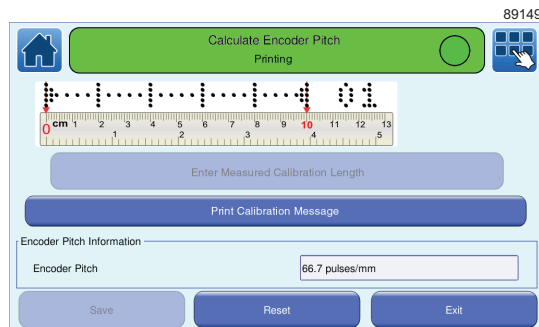 89149
Calculate Encoder Pitch
Printing
01
0 cm 1 2 3 4 5 6 7 8 9 10 11 12 13
1 2 3 4 5
Enter Measured Calibration Length
Print Calibration Message
Encoder Pitch Information
Encoder Pitch 66.7 pulses/mm
Save Reset Exit